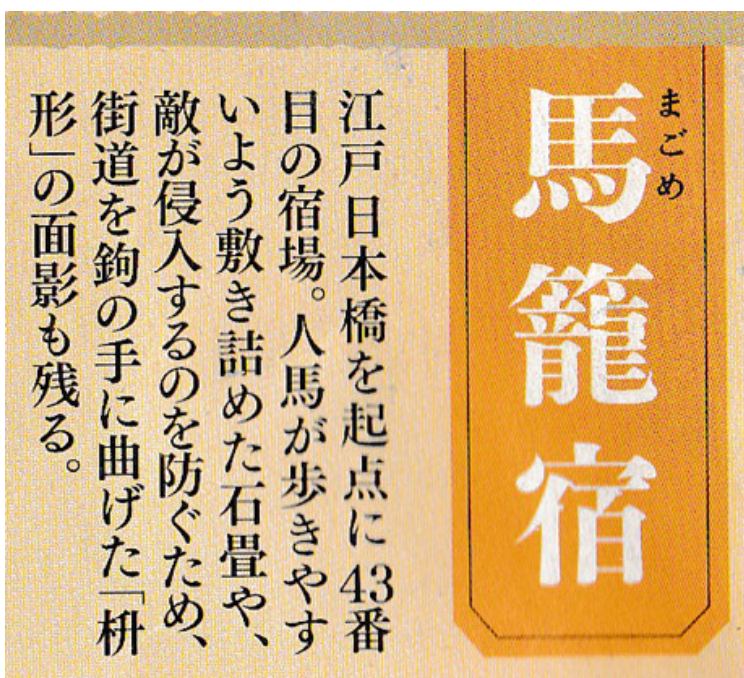 馬籠宿
まごめ
江戸日本橋を起点に43番
目の宿場。人馬が歩きやす
いよう敷き詰めた石畳や、
敵が侵入するのを防ぐため、
街道を鉤の手に曲げた「枡
形」の面影も残る。